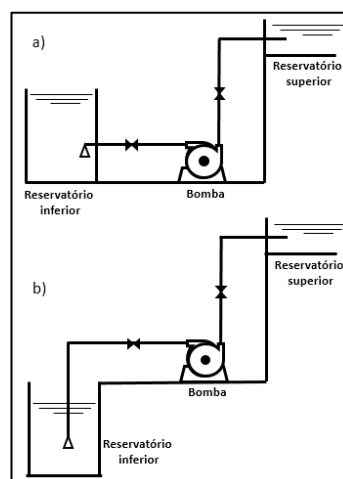 a)
Reservatório
superior
Reservatório
inferior
Bomba
b)
Reservatório
superior
Bomba
Reservatório
inferior